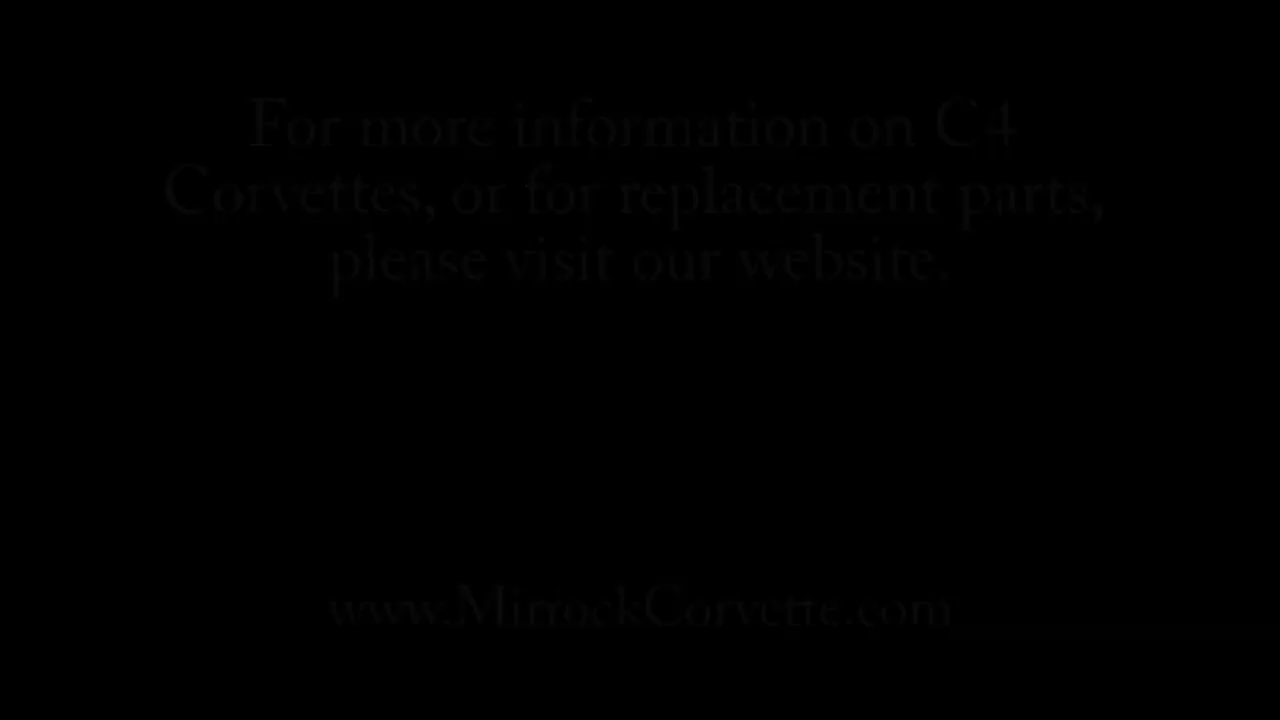 For more information on C4
Corvettes, or for replacement parts,
please visit our website.
www.MirrockCorvette.com